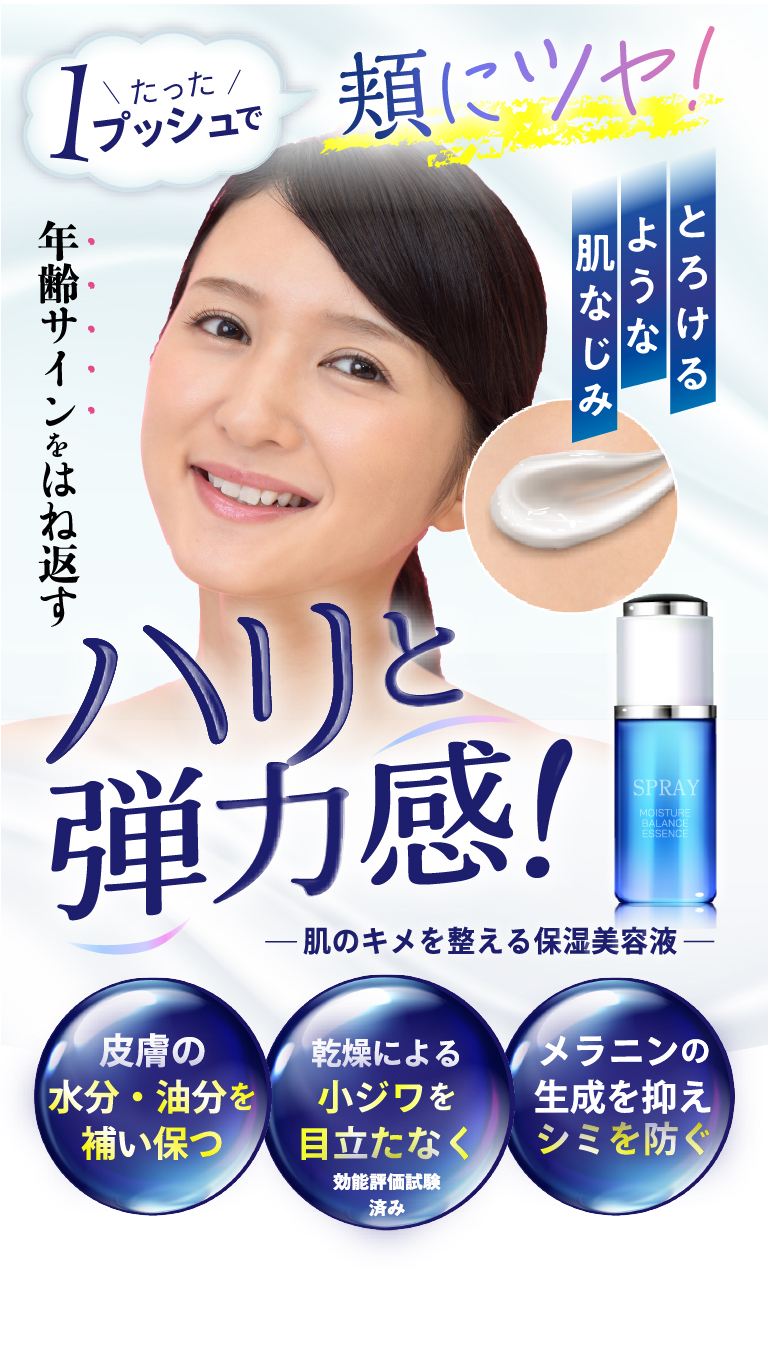 たった
1プッシュで
頬にツヤ！
とろける
ような
肌なじみ
年齢サインをはね返す
ハリと
弾力感！
SPRAY
MOISTURE
BALANCE
ESSENCE
肌のキメを整える保湿美容液
皮膚の
水分・油分を
補い保つ
乾燥による
小ジワを
目立たなく
効能評価試験
済み
メラニンの
生成を抑え
シミを防ぐ